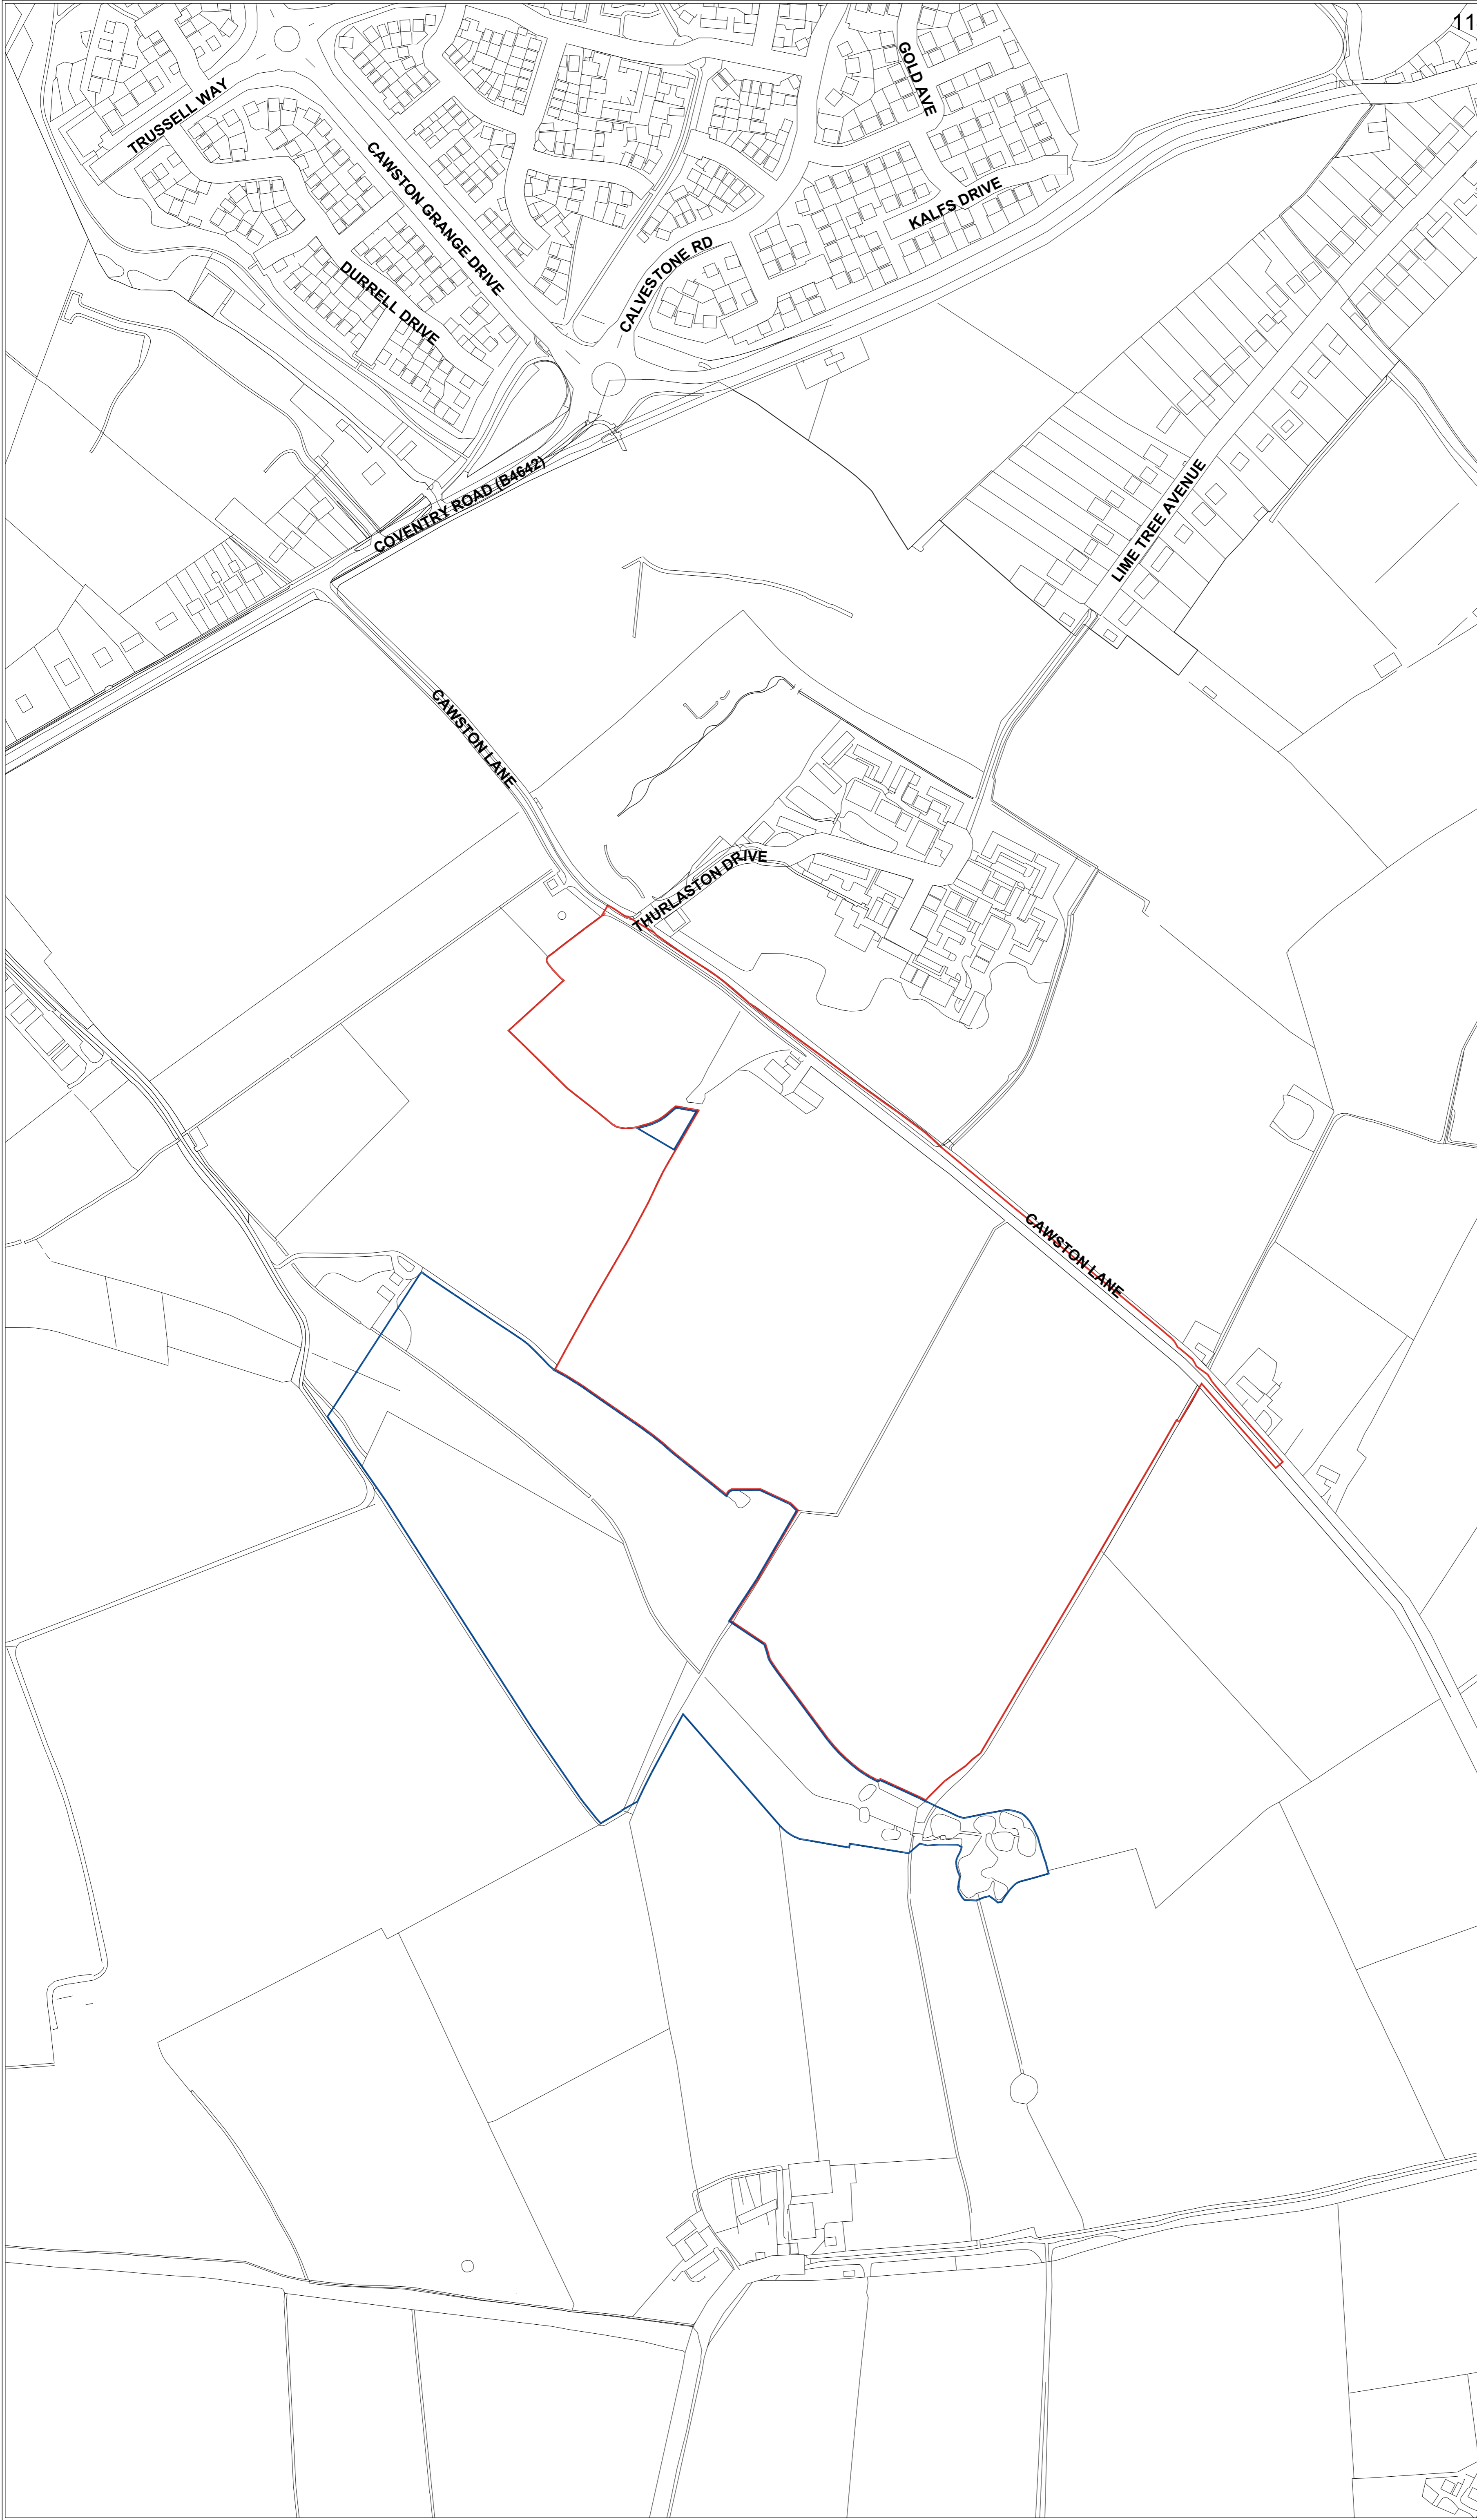 11
GOLD AVE
TRUSSELL WAY
CAWSTON GRANGE DRIVE
KALFS DRIVE
CALVESTONE RD
DURRELL DRIVE
COVENTRY ROAD (B4642)
LIME TREE AVENUE
CAWSTON LANE
THURLASTON DRIVE
CAWSTON LANE